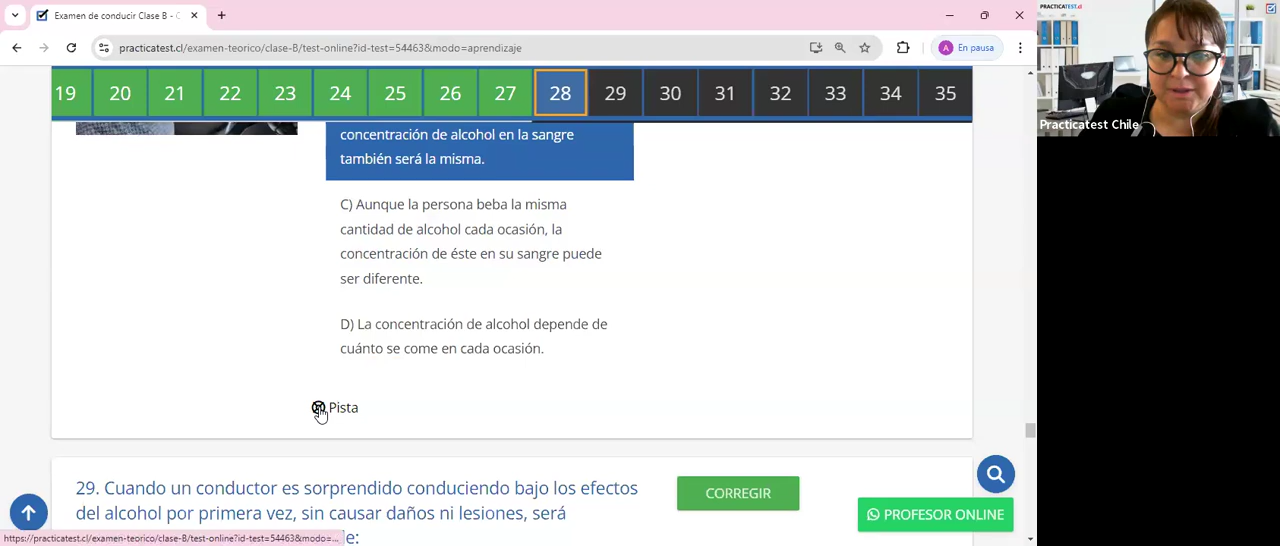 Examen de conducir Clase B - C
practicatest.cl/examen-teorico/clase-B/test-online?id-test=54463&modo=aprendizaje
A En pausa
19 20 21 22 23 24 25 26 27 28 29 30 31 32 33 34 35
concentración de alcohol en la sangre
también será la misma.
C) Aunque la persona beba la misma
cantidad de alcohol cada ocasión, la
concentración de éste en su sangre puede
ser diferente.
D) La concentración de alcohol depende de
cuánto se come en cada ocasión.
Pista
29. Cuando un conductor es sorprendido conduciendo bajo los efectos
del alcohol por primera vez, sin causar daños ni lesiones, será
e:
CORREGIR
PROFESOR ONLINE
https://practicatest.cl/examen-teorico/clase-B/test-online?id-test=54463&modo=...
PRACTICATEST.cl
Practicatest Chile